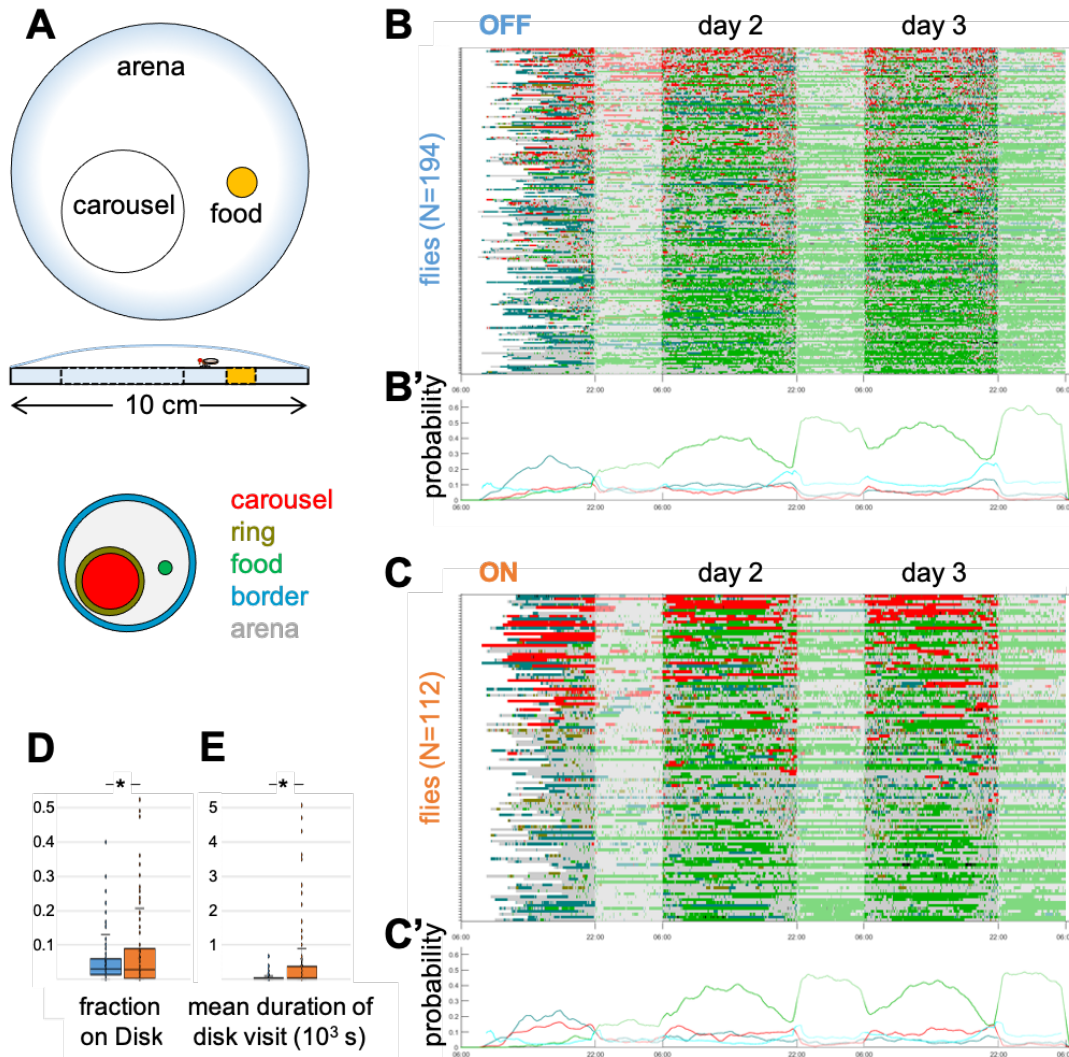 A
arena
carousel
food
10 cm
carousel
ring
food
border
arena
B
OFF
day 2
day 3
flies (N=194)
06:00
22:00
06:00
22:00
06:00
22:00
06:00
B'
probability
0.6
0.5
0.4
0.3
0.2
0.1
0
06:00
22:00
06:00
22:00
06:00
22:00
06:00
C
ON
day 2
day 3
flies (N=112)
06:00
22:00
06:00
22:00
06:00
22:00
06:00
C'
probability
0.6
0.5
0.4
0.3
0.2
0.1
0
06:00
22:00
06:00
22:00
06:00
22:00
06:00
D
*
0.5
0.4
0.3
0.2
0.1
fraction
on Disk
E
*
5
4
3
2
1
mean duration of
disk visit (10³ s)